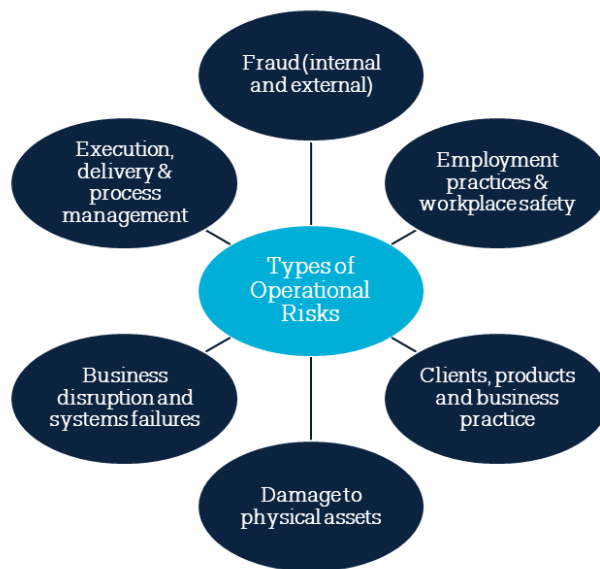 Fraud (internal
and external)
Execution,
delivery &
process
management
Employment
practices &
workplace safety
Types of
Operational
Risks
Business
disruption and
systems failures
Clients, products
and business
practice
Damage to
physical assets